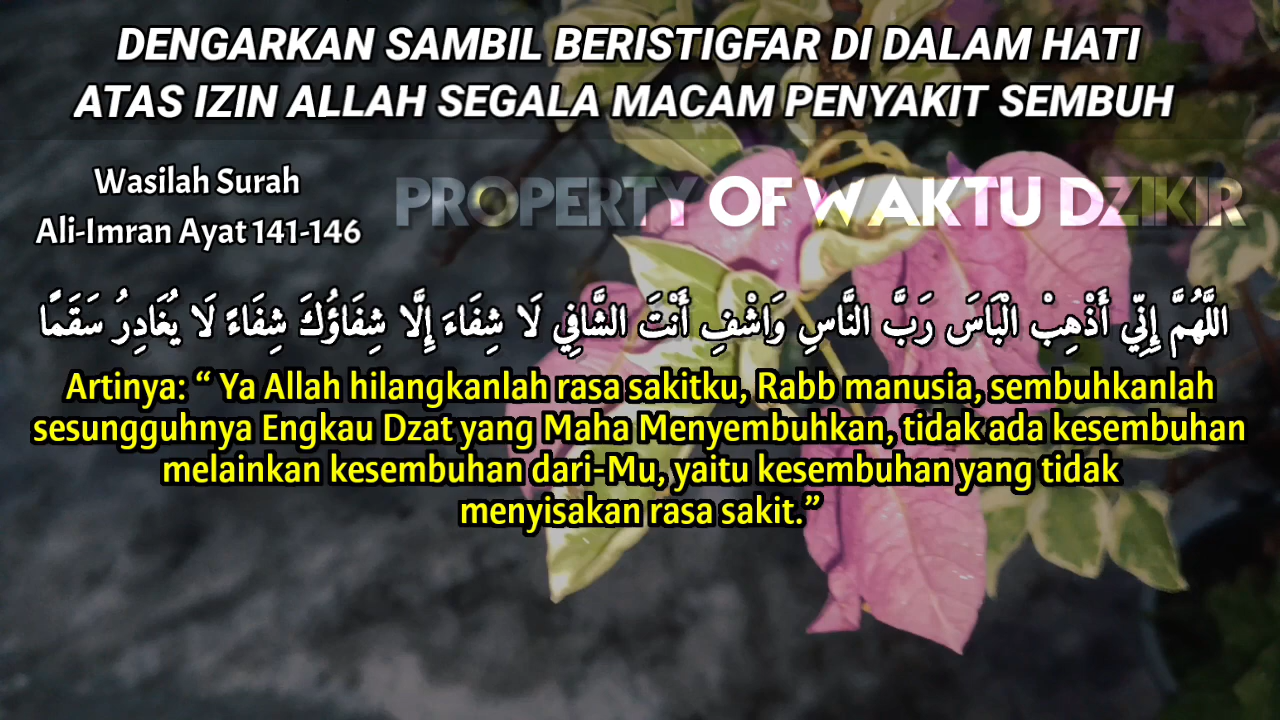 DENGARKAN SAMBIL BERISTIGFAR DI DALAM HATI
ATAS IZIN ALLAH SEGALA MACAM PENYAKIT SEMBUH
Wasilah Surah
Ali-Imran Ayat 141-146
PROPERTY OF WAKTU DZIKIR
اللَّهُمَّ إِنِّي أَذْهِبْ الْبَاسَ رَبَّ النَّاسِ وَاشْفِ أَنْتَ الشَّافِي لَا شِفَاءَ إِلَّا شِفَاؤُكَ شِفَاءً لَا يُغَادِرُ سَقَمًا
Artinya: “ Ya Allah hilangkanlah rasa sakitku, Rabb manusia, sembuhkanlah
sesungguhnya Engkau Dzat yang Maha Menyembuhkan, tidak ada kesembuhan
melainkan kesembuhan dari-Mu, yaitu kesembuhan yang tidak
menyisakan rasa sakit.”